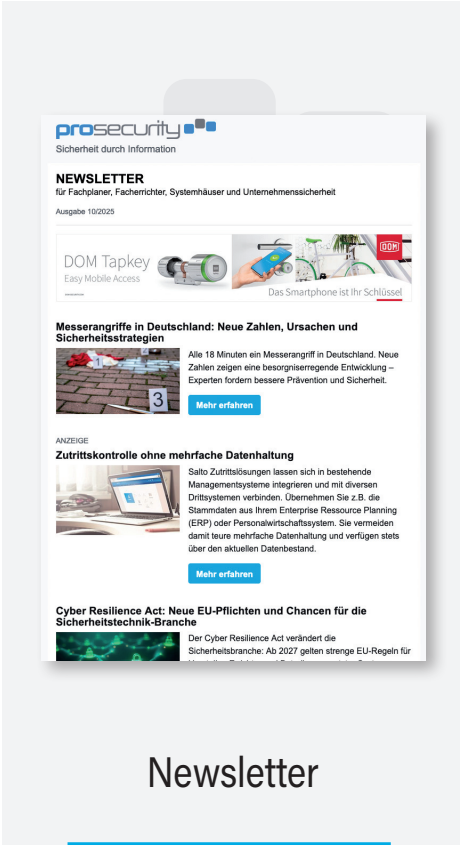 prosecurity
Sicherheit durch Information
NEWSLETTER
für Fachplaner, Facherrichter, Systemhäuser und Unternehmenssicherheit
Ausgabe 10/2025
DOM Tapkey
Easy Mobile Access
DOM
Das Smartphone ist Ihr Schlüssel
Messerangriffe in Deutschland: Neue Zahlen, Ursachen und
Sicherheitsstrategien
Alle 18 Minuten ein Messerangriff in Deutschland. Neue
Zahlen zeigen eine besorgniserregende Entwicklung –
Experten fordern bessere Prävention und Sicherheit.
1
3
Mehr erfahren
ANZEIGE
Zutrittskontrolle ohne mehrfache Datenhaltung
Salto Zutrittslösungen lassen sich in bestehende
Managementsysteme integrieren und mit diversen
Drittsystemen verbinden. Übernehmen Sie z.B. die
Stammdaten aus Ihrem Enterprise Ressource Planning
(ERP) oder Personalwirtschaftssystem. Sie vermeiden
damit teure mehrfache Datenhaltung und verfügen stets
über den aktuellen Datenbestand.
Mehr erfahren
Cyber Resilience Act: Neue EU-Pflichten und Chancen für die
Sicherheitstechnik-Branche
Der Cyber Resilience Act verändert die
Sicherheitsbranche: Ab 2027 gelten strenge EU-Regeln für
Newsletter